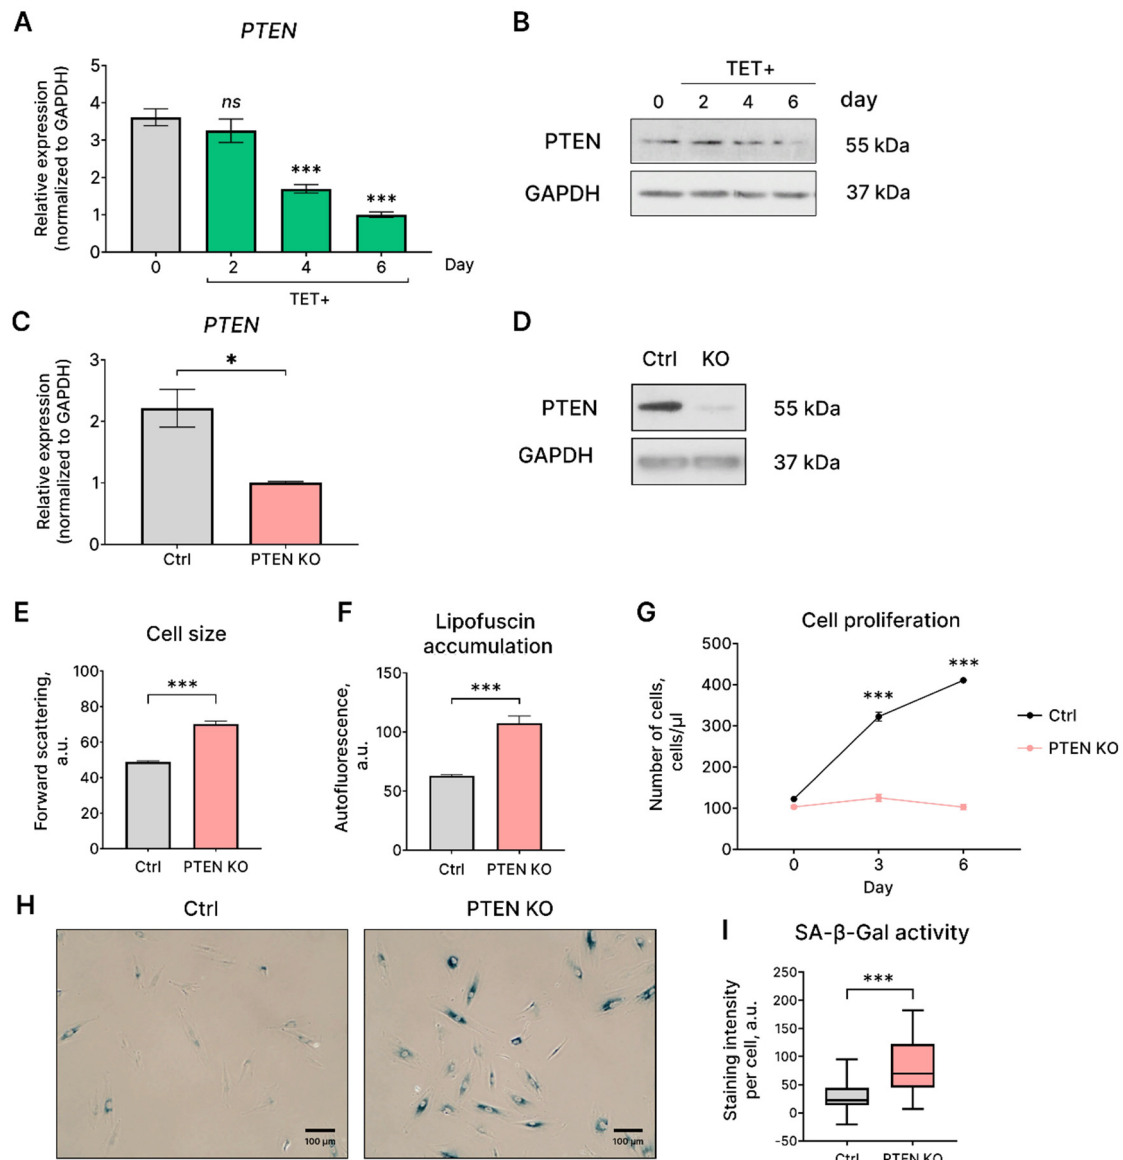 A
PTEN
Relative expression
(normalized to GAPDH)
5
4
3
2
1
0
ns
***
***
0 2 4 6 Day
TET+
B
TET+
0 2 4 6 day
PTEN 55 kDa
GAPDH 37 kDa
C
PTEN
Relative expression
(normalized to GAPDH)
3
2
1
0
*
Ctrl PTEN KO
D
Ctrl KO
PTEN 55 kDa
GAPDH 37 kDa
E
Cell size
Forward scattering,
a.u.
100
80
60
40
20
0
***
Ctrl PTEN KO
F
Lipofuscin
accumulation
Autofluorescence,
a.u.
150
100
50
0
***
Ctrl PTEN KO
G
Cell proliferation
Number of cells,
cells/µl
500
400
300
200
100
0
***
***
0 3 6
Day
Ctrl
PTEN KO
H
Ctrl
100 µm
PTEN KO
100 µm
I
SA-β-Gal activity
Staining intensity
per cell, a.u.
250
200
150
100
50
0
-50
***
Ctrl PTEN KO